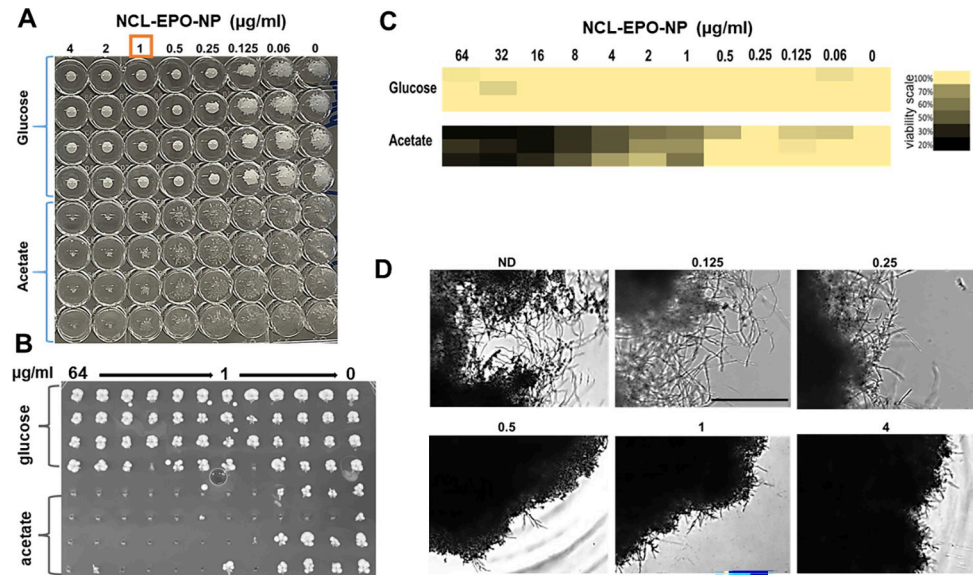 A
NCL-EPO-NP (µg/ml)
4 2 1 0.5 0.25 0.125 0.06 0
Glucose
Acetate
B
µg/ml 64 1 0
glucose
acetate
C
NCL-EPO-NP (µg/ml)
64 32 16 8 4 2 1 0.5 0.25 0.125 0.06 0
Glucose
Acetate
100%
70%
60%
50%
30%
20%
viability scale
D
ND 0.125 0.25
0.5 1 4